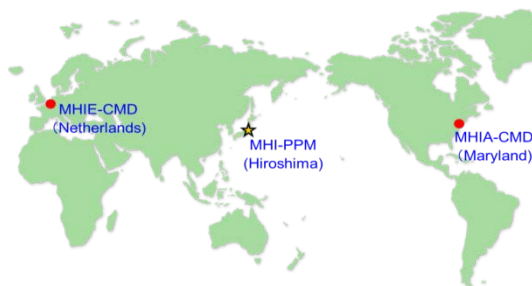 MHIE-CMD
(Netherlands)
MHI-PPM
(Hiroshima)
MHIA-CMD
(Maryland)